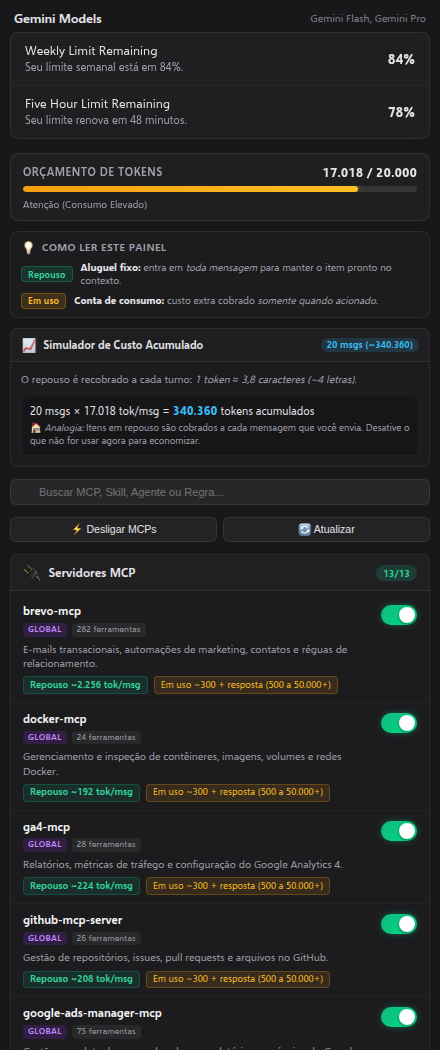 Gemini Models
Gemini Flash, Gemini Pro
Weekly Limit Remaining
Seu limite semanal está em 84%.
84%
Five Hour Limit Remaining
Seu limite renova em 48 minutos.
78%
ORÇAMENTO DE TOKENS
17.018 / 20.000
Atenção (Consumo Elevado)
COMO LER ESTE PAINEL
Repouso
Aluguel fixo: entra em toda mensagem para manter o item pronto no
contexto.
Em uso
Conta de consumo: custo extra cobrado somente quando acionado.
Simulador de Custo Acumulado
20 msgs (~340.360)
O repouso é recobrado a cada turno: 1 token ≈ 3,8 caracteres (~4 letras).
20 msgs × 17.018 tok/msg = 340.360 tokens acumulados
Analogia: Itens em repouso são cobrados a cada mensagem que você envia. Desative o
que não for usar agora para economizar.
Buscar MCP, Skill, Agente ou Regra...
Desligar MCPs
Atualizar
Servidores MCP
13/13
brevo-mcp
GLOBAL
282 ferramentas
E-mails transacionais, automações de marketing, contatos e réguas de
relacionamento.
Repouso ~2.256 tok/msg
Em uso ~300 + resposta (500 a 50.000+)
docker-mcp
GLOBAL
24 ferramentas
Gerenciamento e inspeção de contêineres, imagens, volumes e redes
Docker.
Repouso ~192 tok/msg
Em uso ~300 + resposta (500 a 50.000+)
ga4-mcp
GLOBAL
28 ferramentas
Relatórios, métricas de tráfego e configuração do Google Analytics 4.
Repouso ~224 tok/msg
Em uso ~300 + resposta (500 a 50.000+)
github-mcp-server
GLOBAL
26 ferramentas
Gestão de repositórios, issues, pull requests e arquivos no GitHub.
Repouso ~208 tok/msg
Em uso ~300 + resposta (500 a 50.000+)
google-ads-manager-mcp
GLOBAL
75 ferramentas